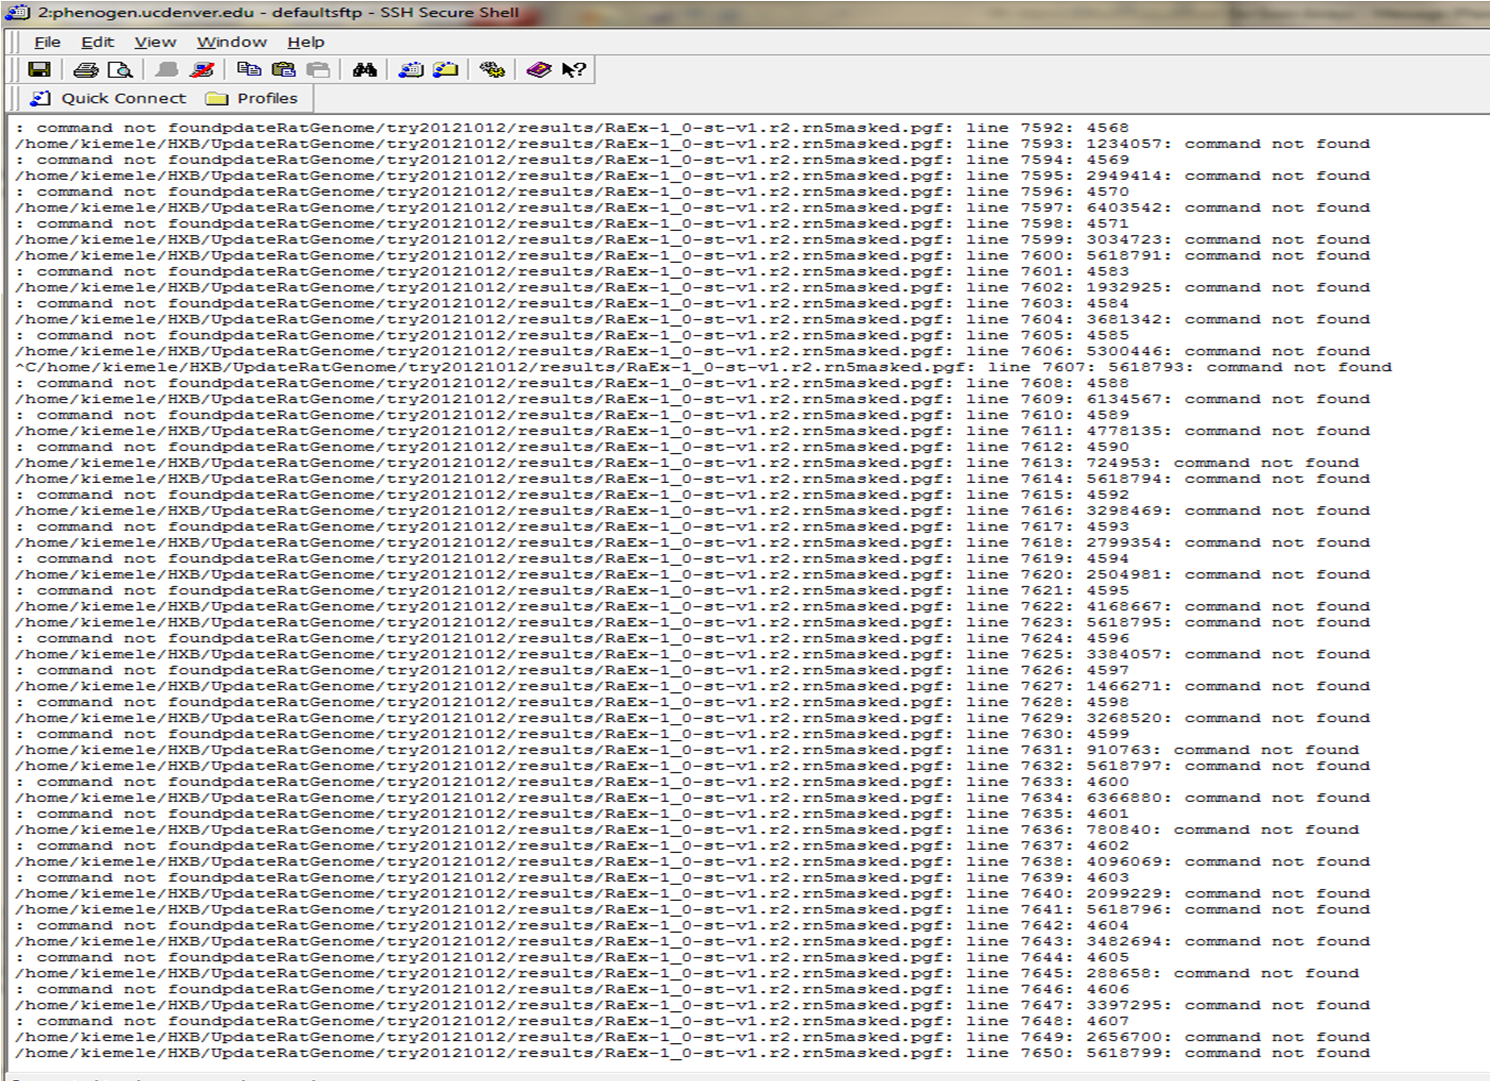 2:phenogen.ucdenver.edu - defaultsftp - SSH Secure Shell
File Edit View Window Help
Quick Connect Profiles
: command not foundpdateRatGenome/try20121012/results/RaEx-1_0-st-v1.r2.rn5masked.pgf: line 7592: 4568
/home/kiemele/HXB/UpdateRatGenome/try20121012/results/RaEx-1_0-st-v1.r2.rn5masked.pgf: line 7593: 1234057: command not found
: command not foundpdateRatGenome/try20121012/results/RaEx-1_0-st-v1.r2.rn5masked.pgf: line 7594: 4569
/home/kiemele/HXB/UpdateRatGenome/try20121012/results/RaEx-1_0-st-v1.r2.rn5masked.pgf: line 7595: 2949414: command not found
: command not foundpdateRatGenome/try20121012/results/RaEx-1_0-st-v1.r2.rn5masked.pgf: line 7596: 4570
/home/kiemele/HXB/UpdateRatGenome/try20121012/results/RaEx-1_0-st-v1.r2.rn5masked.pgf: line 7597: 6403542: command not found
: command not foundpdateRatGenome/try20121012/results/RaEx-1_0-st-v1.r2.rn5masked.pgf: line 7598: 4571
/home/kiemele/HXB/UpdateRatGenome/try20121012/results/RaEx-1_0-st-v1.r2.rn5masked.pgf: line 7599: 3034723: command not found
/home/kiemele/HXB/UpdateRatGenome/try20121012/results/RaEx-1_0-st-v1.r2.rn5masked.pgf: line 7600: 5618791: command not found
: command not foundpdateRatGenome/try20121012/results/RaEx-1_0-st-v1.r2.rn5masked.pgf: line 7601: 4583
/home/kiemele/HXB/UpdateRatGenome/try20121012/results/RaEx-1_0-st-v1.r2.rn5masked.pgf: line 7602: 1932925: command not found
: command not foundpdateRatGenome/try20121012/results/RaEx-1_0-st-v1.r2.rn5masked.pgf: line 7603: 4584
/home/kiemele/HXB/UpdateRatGenome/try20121012/results/RaEx-1_0-st-v1.r2.rn5masked.pgf: line 7604: 3681342: command not found
: command not foundpdateRatGenome/try20121012/results/RaEx-1_0-st-v1.r2.rn5masked.pgf: line 7605: 4585
/home/kiemele/HXB/UpdateRatGenome/try20121012/results/RaEx-1_0-st-v1.r2.rn5masked.pgf: line 7606: 5300446: command not found
^C/home/kiemele/HXB/UpdateRatGenome/try20121012/results/RaEx-1_0-st-v1.r2.rn5masked.pgf: line 7607: 5618793: command not found
: command not foundpdateRatGenome/try20121012/results/RaEx-1_0-st-v1.r2.rn5masked.pgf: line 7608: 4588
/home/kiemele/HXB/UpdateRatGenome/try20121012/results/RaEx-1_0-st-v1.r2.rn5masked.pgf: line 7609: 6134567: command not found
: command not foundpdateRatGenome/try20121012/results/RaEx-1_0-st-v1.r2.rn5masked.pgf: line 7610: 4589
/home/kiemele/HXB/UpdateRatGenome/try20121012/results/RaEx-1_0-st-v1.r2.rn5masked.pgf: line 7611: 4778135: command not found
: command not foundpdateRatGenome/try20121012/results/RaEx-1_0-st-v1.r2.rn5masked.pgf: line 7612: 4590
/home/kiemele/HXB/UpdateRatGenome/try20121012/results/RaEx-1_0-st-v1.r2.rn5masked.pgf: line 7613: 724953: command not found
/home/kiemele/HXB/UpdateRatGenome/try20121012/results/RaEx-1_0-st-v1.r2.rn5masked.pgf: line 7614: 5618794: command not found
: command not foundpdateRatGenome/try20121012/results/RaEx-1_0-st-v1.r2.rn5masked.pgf: line 7615: 4592
/home/kiemele/HXB/UpdateRatGenome/try20121012/results/RaEx-1_0-st-v1.r2.rn5masked.pgf: line 7616: 3298469: command not found
: command not foundpdateRatGenome/try20121012/results/RaEx-1_0-st-v1.r2.rn5masked.pgf: line 7617: 4593
/home/kiemele/HXB/UpdateRatGenome/try20121012/results/RaEx-1_0-st-v1.r2.rn5masked.pgf: line 7618: 2799354: command not found
: command not foundpdateRatGenome/try20121012/results/RaEx-1_0-st-v1.r2.rn5masked.pgf: line 7619: 4594
/home/kiemele/HXB/UpdateRatGenome/try20121012/results/RaEx-1_0-st-v1.r2.rn5masked.pgf: line 7620: 2504981: command not found
: command not foundpdateRatGenome/try20121012/results/RaEx-1_0-st-v1.r2.rn5masked.pgf: line 7621: 4595
/home/kiemele/HXB/UpdateRatGenome/try20121012/results/RaEx-1_0-st-v1.r2.rn5masked.pgf: line 7622: 4168667: command not found
/home/kiemele/HXB/UpdateRatGenome/try20121012/results/RaEx-1_0-st-v1.r2.rn5masked.pgf: line 7623: 5618795: command not found
: command not foundpdateRatGenome/try20121012/results/RaEx-1_0-st-v1.r2.rn5masked.pgf: line 7624: 4596
/home/kiemele/HXB/UpdateRatGenome/try20121012/results/RaEx-1_0-st-v1.r2.rn5masked.pgf: line 7625: 3384057: command not found
: command not foundpdateRatGenome/try20121012/results/RaEx-1_0-st-v1.r2.rn5masked.pgf: line 7626: 4597
/home/kiemele/HXB/UpdateRatGenome/try20121012/results/RaEx-1_0-st-v1.r2.rn5masked.pgf: line 7627: 1466271: command not found
: command not foundpdateRatGenome/try20121012/results/RaEx-1_0-st-v1.r2.rn5masked.pgf: line 7628: 4598
/home/kiemele/HXB/UpdateRatGenome/try20121012/results/RaEx-1_0-st-v1.r2.rn5masked.pgf: line 7629: 3268520: command not found
: command not foundpdateRatGenome/try20121012/results/RaEx-1_0-st-v1.r2.rn5masked.pgf: line 7630: 4599
/home/kiemele/HXB/UpdateRatGenome/try20121012/results/RaEx-1_0-st-v1.r2.rn5masked.pgf: line 7631: 910763: command not found
/home/kiemele/HXB/UpdateRatGenome/try20121012/results/RaEx-1_0-st-v1.r2.rn5masked.pgf: line 7632: 5618797: command not found
: command not foundpdateRatGenome/try20121012/results/RaEx-1_0-st-v1.r2.rn5masked.pgf: line 7633: 4600
/home/kiemele/HXB/UpdateRatGenome/try20121012/results/RaEx-1_0-st-v1.r2.rn5masked.pgf: line 7634: 6366880: command not found
: command not foundpdateRatGenome/try20121012/results/RaEx-1_0-st-v1.r2.rn5masked.pgf: line 7635: 4601
/home/kiemele/HXB/UpdateRatGenome/try20121012/results/RaEx-1_0-st-v1.r2.rn5masked.pgf: line 7636: 780840: command not found
: command not foundpdateRatGenome/try20121012/results/RaEx-1_0-st-v1.r2.rn5masked.pgf: line 7637: 4602
/home/kiemele/HXB/UpdateRatGenome/try20121012/results/RaEx-1_0-st-v1.r2.rn5masked.pgf: line 7638: 4096069: command not found
: command not foundpdateRatGenome/try20121012/results/RaEx-1_0-st-v1.r2.rn5masked.pgf: line 7639: 4603
/home/kiemele/HXB/UpdateRatGenome/try20121012/results/RaEx-1_0-st-v1.r2.rn5masked.pgf: line 7640: 2099229: command not found
/home/kiemele/HXB/UpdateRatGenome/try20121012/results/RaEx-1_0-st-v1.r2.rn5masked.pgf: line 7641: 5618796: command not found
: command not foundpdateRatGenome/try20121012/results/RaEx-1_0-st-v1.r2.rn5masked.pgf: line 7642: 4604
/home/kiemele/HXB/UpdateRatGenome/try20121012/results/RaEx-1_0-st-v1.r2.rn5masked.pgf: line 7643: 3482694: command not found
: command not foundpdateRatGenome/try20121012/results/RaEx-1_0-st-v1.r2.rn5masked.pgf: line 7644: 4605
/home/kiemele/HXB/UpdateRatGenome/try20121012/results/RaEx-1_0-st-v1.r2.rn5masked.pgf: line 7645: 288658: command not found
: command not foundpdateRatGenome/try20121012/results/RaEx-1_0-st-v1.r2.rn5masked.pgf: line 7646: 4606
/home/kiemele/HXB/UpdateRatGenome/try20121012/results/RaEx-1_0-st-v1.r2.rn5masked.pgf: line 7647: 3397295: command not found
: command not foundpdateRatGenome/try20121012/results/RaEx-1_0-st-v1.r2.rn5masked.pgf: line 7648: 4607
/home/kiemele/HXB/UpdateRatGenome/try20121012/results/RaEx-1_0-st-v1.r2.rn5masked.pgf: line 7649: 2656700: command not found
/home/kiemele/HXB/UpdateRatGenome/try20121012/results/RaEx-1_0-st-v1.r2.rn5masked.pgf: line 7650: 5618799: command not found